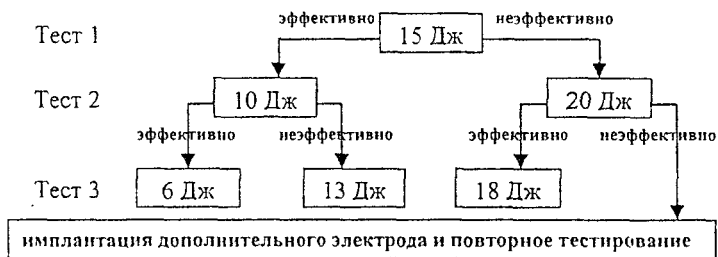 эффективно неэффективно
Тест 1 15 Дж
Тест 2 10 Дж 20 Дж
эффективно неэффективно эффективно неэффективно
Тест 3 6 Дж 13 Дж 18 Дж
имплантация дополнительного электрода и повторное тестирование